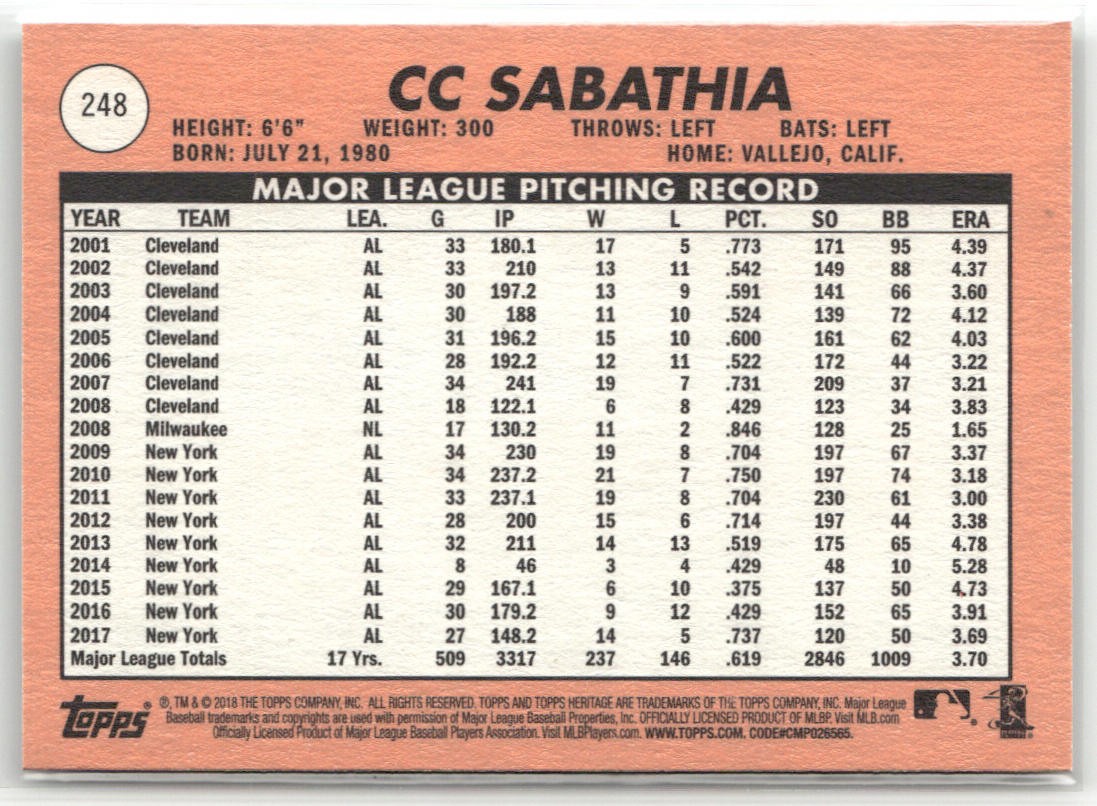 248
CC SABATHIA
HEIGHT: 6'6" WEIGHT: 300 THROWS: LEFT BATS: LEFT
BORN: JULY 21, 1980 HOME: VALLEJO, CALIF.
MAJOR LEAGUE PITCHING RECORD
YEAR TEAM LEA. G IP W L PCT. SO BB ERA
2001 Cleveland AL 33 180.1 17 5 .773 171 95 4.39
2002 Cleveland AL 33 210 13 11 .542 149 88 4.37
2003 Cleveland AL 30 197.2 13 9 .591 141 66 3.60
2004 Cleveland AL 30 188 11 10 .524 139 72 4.12
2005 Cleveland AL 31 196.2 15 10 .600 161 62 4.03
2006 Cleveland AL 28 192.2 12 11 .522 172 44 3.22
2007 Cleveland AL 34 241 19 7 .731 209 37 3.21
2008 Cleveland AL 18 122.1 6 8 .429 123 34 3.83
2008 Milwaukee NL 17 130.2 11 2 .846 128 25 1.65
2009 New York AL 34 230 19 8 .704 197 67 3.37
2010 New York AL 34 237.2 21 7 .750 197 74 3.18
2011 New York AL 33 237.1 19 8 .704 230 61 3.00
2012 New York AL 28 200 15 6 .714 197 44 3.38
2013 New York AL 32 211 14 13 .519 175 65 4.78
2014 New York AL 8 46 3 4 .429 48 10 5.28
2015 New York AL 29 167.1 6 10 .375 137 50 4.73
2016 New York AL 30 179.2 9 12 .429 152 65 3.91
2017 New York AL 27 148.2 14 5 .737 120 50 3.69
Major League Totals 17 Yrs. 509 3317 237 146 .619 2846 1009 3.70
Topps ®, TM & © 2018 THE TOPPS COMPANY, INC. ALL RIGHTS RESERVED. TOPPS AND TOPPS HERITAGE ARE TRADEMARKS OF THE TOPPS COMPANY, INC. Major League
Baseball trademarks and copyrights are used with permission of Major League Baseball Properties, Inc. OFFICIALLY LICENSED PRODUCT OF MLBP. Visit MLB.com
Officially Licensed Product of Major League Baseball Players Association. Visit MLBPlayers.com. WWW.TOPPS.COM. CODE#CMP026565.